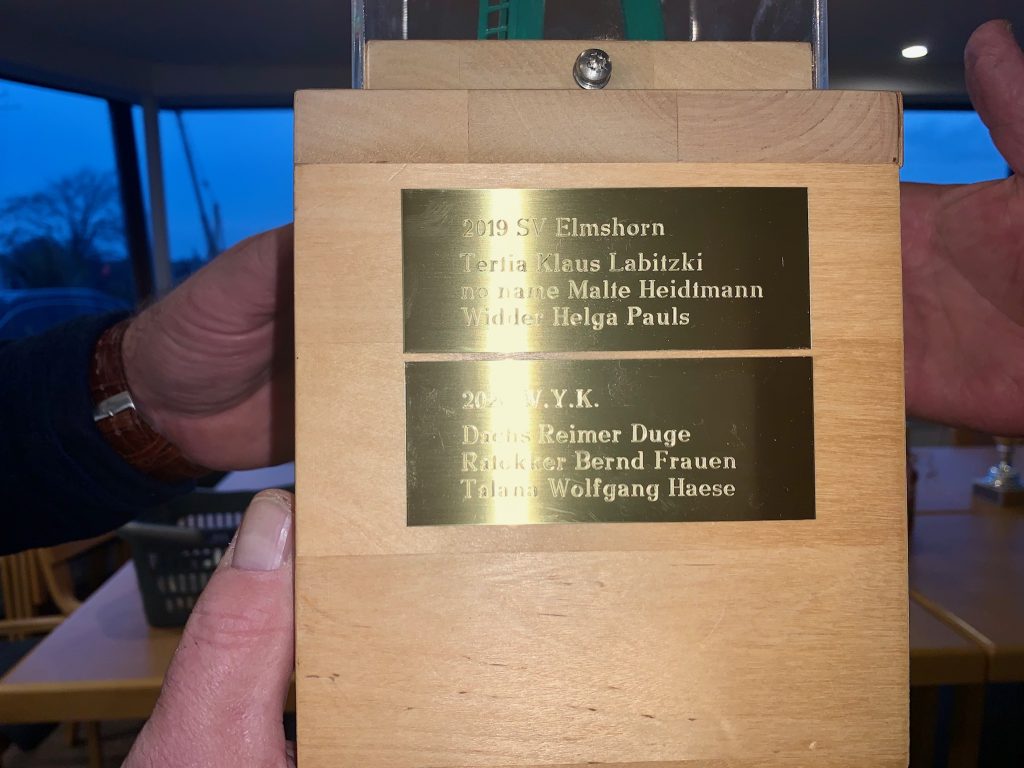 2019 SV Elmshorn
Tertia Klaus Labitzki
no name Malte Heidtmann
Widder Helga Pauls
W.Y.K.
Dachs Reimer Duge
Bernd Frauen
Talana Wolfgang Haese